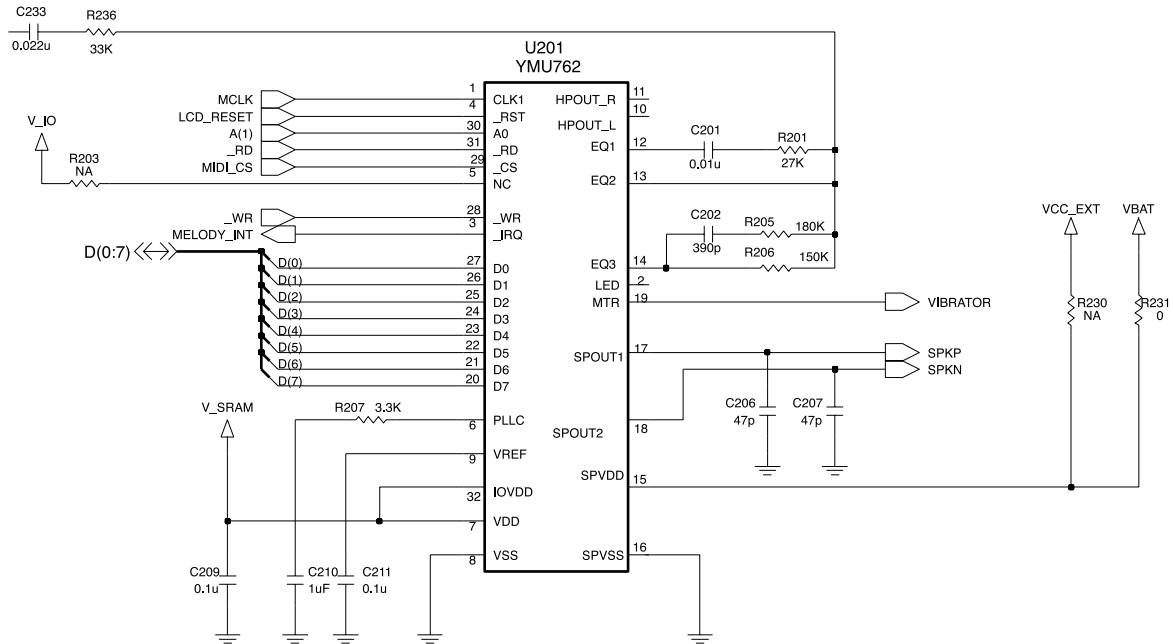 C233
R236
0.022u
33K
U201
YMU762
MCLK
1
CLK1
HPOUT_R
11
LCD_RESET
4
_RST
HPOUT_L
10
V_IO
A(1)
30
A0
EQ1
12
C201
0.01u
R201
27K
_RD
31
_RD
MIDI_CS
29
_CS
R203
NA
5
NC
EQ2
13
_WR
28
_WR
MELODY_INT
3
_IRQ
C202
390p
R205
180K
R206
150K
VCC_EXT
VBAT
D(0:7)
D(0)
27
D0
EQ3
14
D(1)
26
D1
LED
2
D(2)
25
D2
MTR
19
VIBRATOR
R230
NA
R231
0
D(3)
24
D3
D(4)
23
D4
D(5)
22
D5
SPOUT1
17
SPKP
D(6)
21
D6
SPKN
D(7)
20
D7
V_SRAM
R207
3.3K
C206
47p
C207
47p
6
PLLC
SPOUT2
18
9
VREF
SPVDD
15
32
IOVDD
7
VDD
8
VSS
SPVSS
16
C209
0.1u
C210
1uF
C211
0.1u